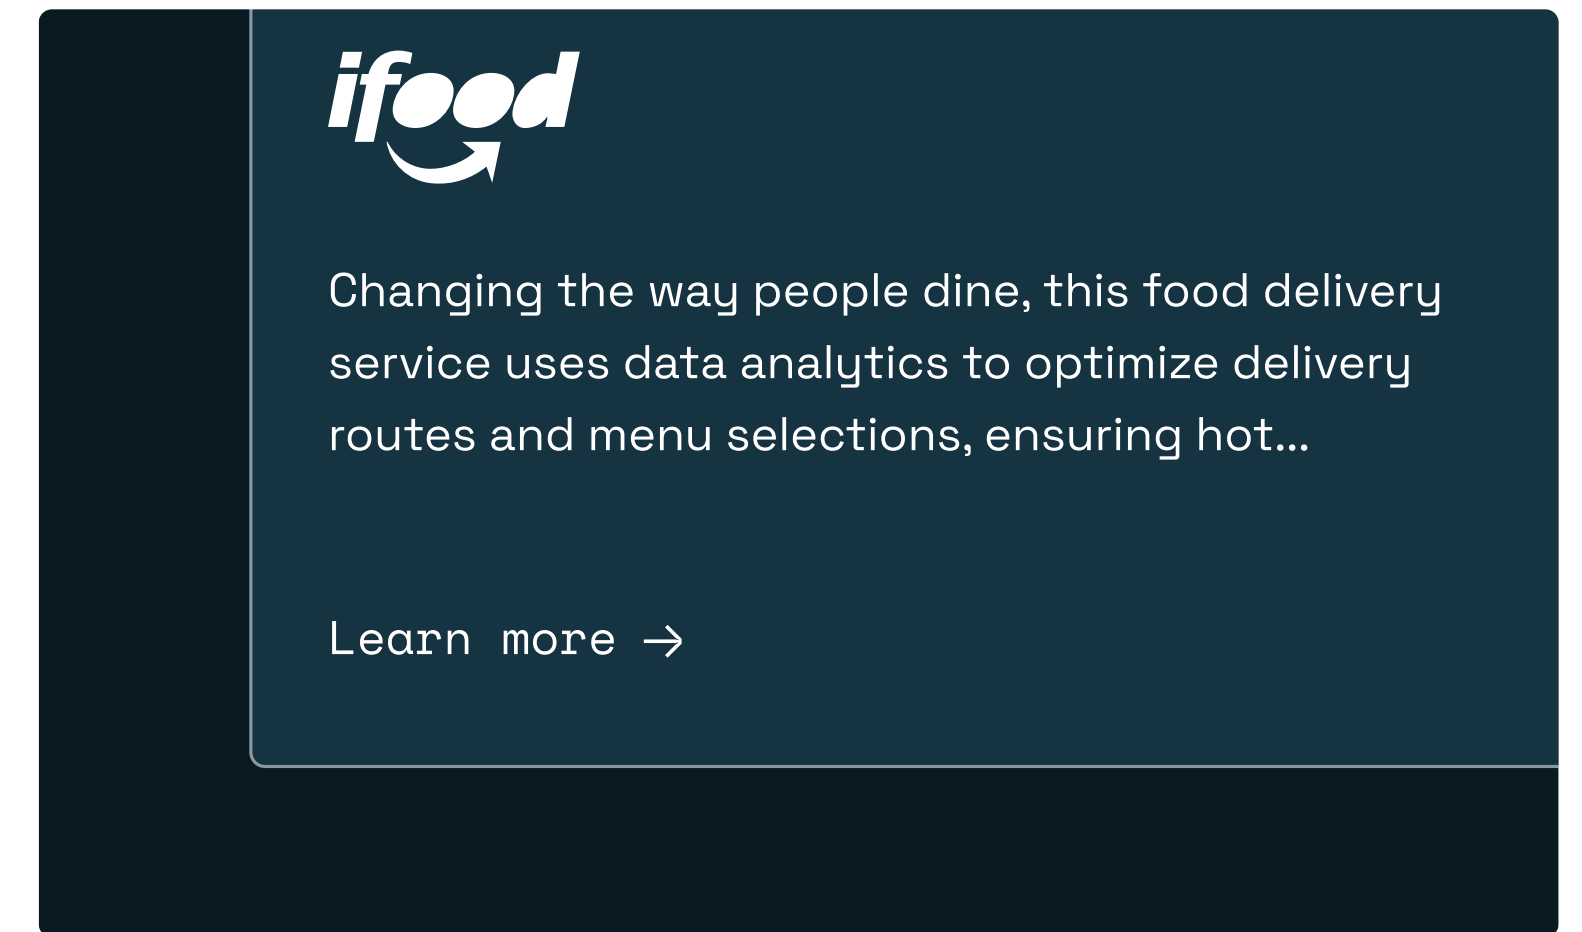 ifood
Changing the way people dine, this food delivery
service uses data analytics to optimize delivery
routes and menu selections, ensuring hot...
Learn more →